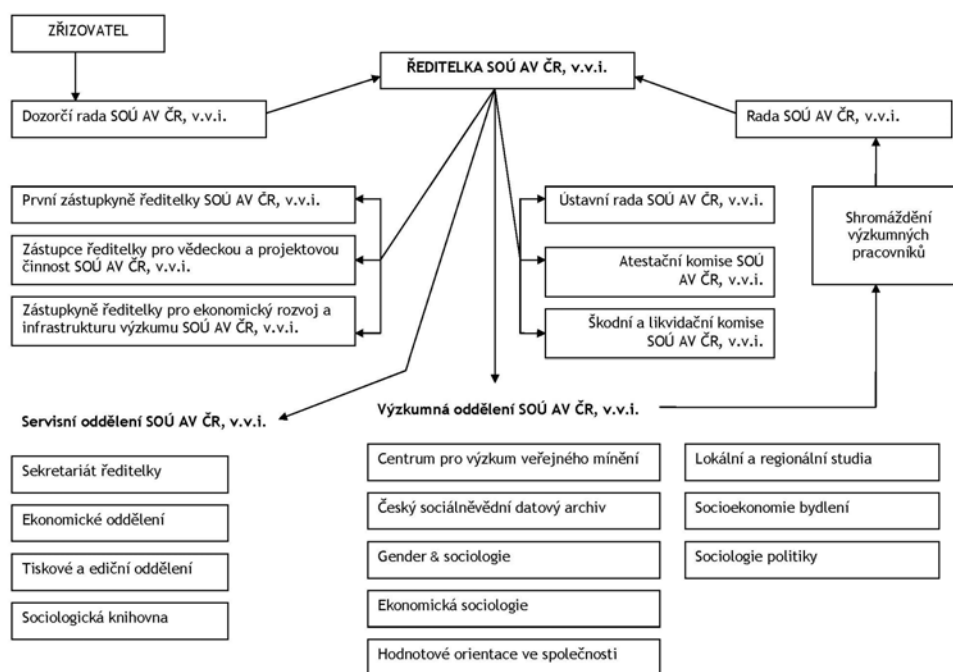 ZŘIZOVATEL
ŘEDITELKA SOÚ AV ČR, v.v.i.
Dozorčí rada SOÚ AV ČR, v.v.i.
Rada SOÚ AV ČR, v.v.i.
První zástupkyně ředitelky SOÚ AV ČR, v.v.i.
Zástupce ředitelky pro vědeckou a projektovou
činnost SOÚ AV ČR, v.v.i.
Zástupkyně ředitelky pro ekonomický rozvoj a
infrastrukturu výzkumu SOÚ AV ČR, v.v.i.
Ústavní rada SOÚ AV ČR, v.v.i.
Atestační komise SOÚ
AV ČR, v.v.i.
Škodní a likvidační komise
SOÚ AV ČR, v.v.i.
Shromáždění
výzkumných
pracovníků
Servisní oddělení SOÚ AV ČR, v.v.i.
Sekretariát ředitelky
Ekonomické oddělení
Tiskové a ediční oddělení
Sociologická knihovna
Výzkumná oddělení SOÚ AV ČR, v.v.i.
Centrum pro výzkum veřejného mínění
Český sociálněvědní datový archiv
Gender & sociologie
Ekonomická sociologie
Hodnotové orientace ve společnosti
Lokální a regionální studia
Socioekonomie bydlení
Sociologie politiky